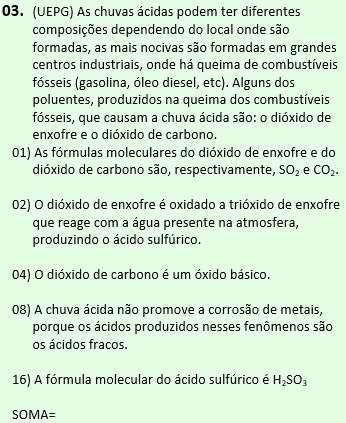 03. (UEPG) As chuvas ácidas podem ter diferentes
composições dependendo do local onde são
formadas, as mais nocivas são formadas em grandes
centros industriais, onde há queima de combustíveis
fósseis (gasolina, óleo diesel, etc). Alguns dos
poluentes, produzidos na queima dos combustíveis
fósseis, que causam a chuva ácida são: o dióxido de
enxofre e o dióxido de carbono.
01) As fórmulas moleculares do dióxido de enxofre e do
dióxido de carbono são, respectivamente, SO₂ e CO₂.
02) O dióxido de enxofre é oxidado a trióxido de enxofre
que reage com a água presente na atmosfera,
produzindo o ácido sulfúrico.
04) O dióxido de carbono é um óxido básico.
08) A chuva ácida não promove a corrosão de metais,
porque os ácidos produzidos nesses fenômenos são
os ácidos fracos.
16) A fórmula molecular do ácido sulfúrico é H₂SO₃
SOMA=